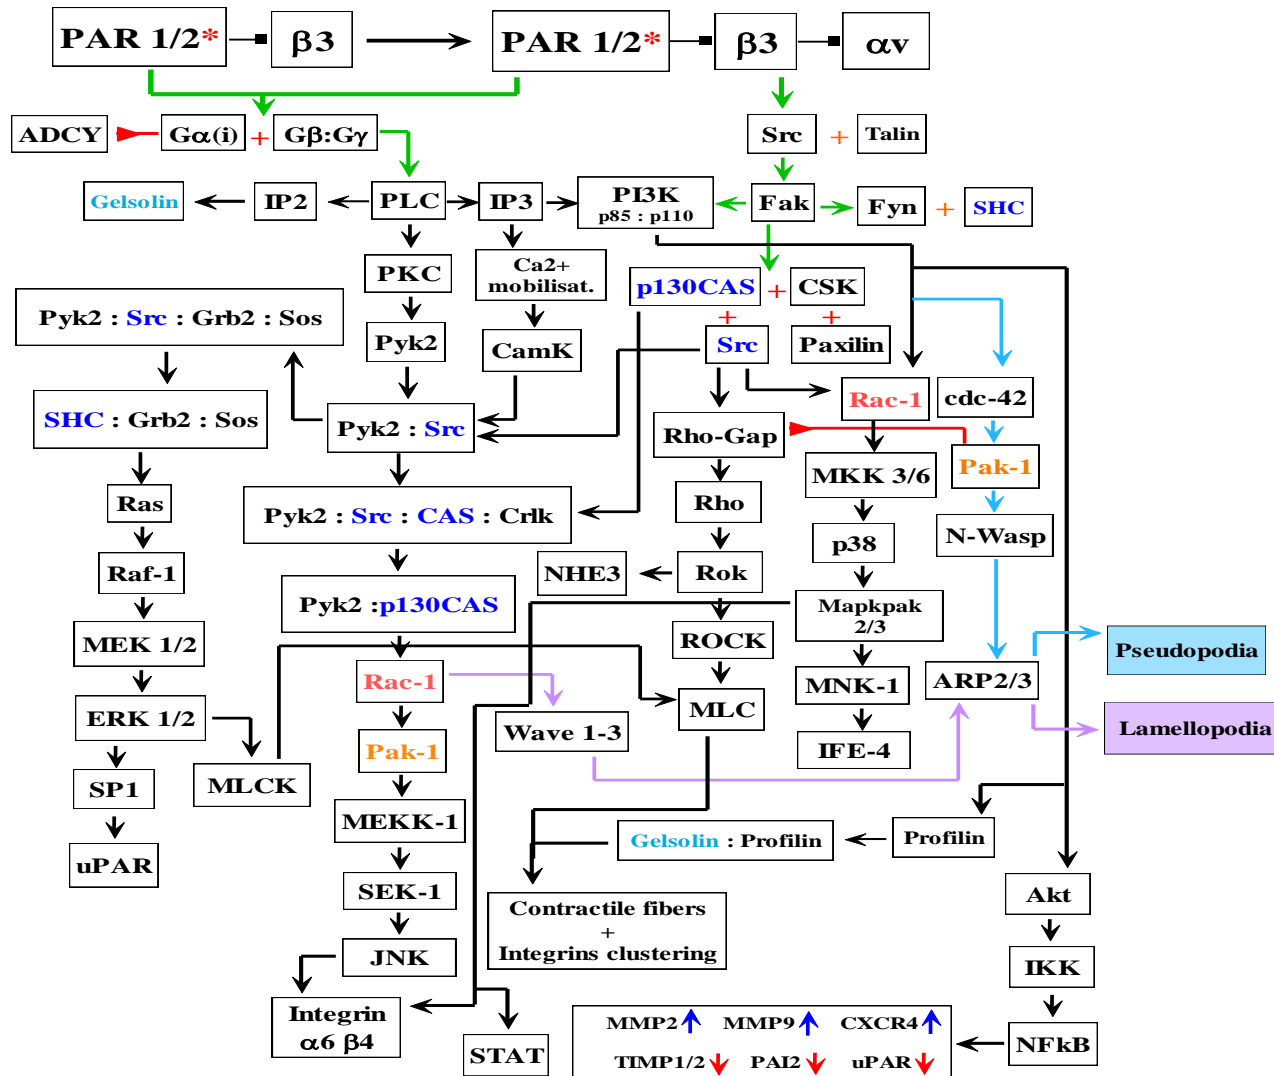 PAR 1/2*
β3
PAR 1/2*
β3
αv
ADCY
Gα(i)
+
Gβ:Gγ
Src
+
Talin
Gelsolin
IP2
PLC
IP3
PI3K
p85 : p110
Fak
Fyn
+
SHC
PKC
Ca2+
mobilisat.
p130CAS
+
CSK
+
+
Pyk2 : Src : Grb2 : Sos
Pyk2
CamK
Src
Paxilin
SHC : Grb2 : Sos
Pyk2 : Src
Rho-Gap
Rac-1
cdc-42
MKK 3/6
Pak-1
Ras
Pyk2 : Src : CAS : Crlk
Rho
p38
N-Wasp
Raf-1
NHE3
Rok
Pyk2 :p130CAS
Mapkpak
2/3
MEK 1/2
ROCK
Pseudopodia
Rac-1
MNK-1
ARP2/3
ERK 1/2
Wave 1-3
MLC
Lamellopodia
Pak-1
IFE-4
SP1
MLCK
MEKK-1
Gelsolin : Profilin
Profilin
uPAR
SEK-1
Akt
Contractile fibers
+
Integrins clustering
JNK
IKK
Integrin
α6 β4
STAT
MMP2
MMP9
CXCR4
NFkB
TIMP1/2
PAI2
uPAR